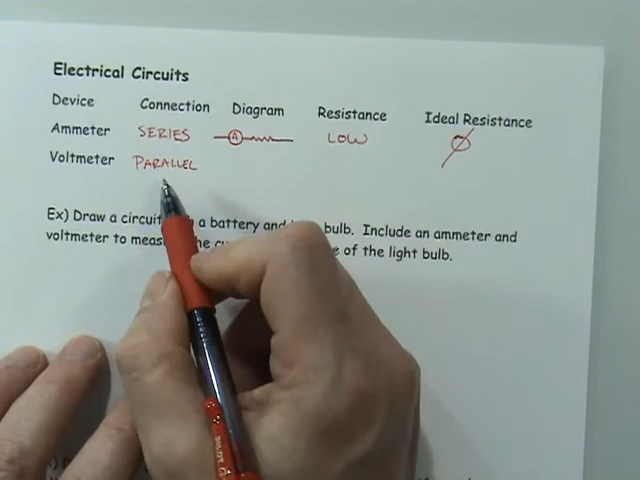 Electrical Circuits
Device Connection Diagram Resistance Ideal Resistance
Ammeter SERIES A LOW Ø
Voltmeter PARALLEL
Ex) Draw a circuit a battery and bulb. Include an ammeter and
voltmeter to the of the light bulb.